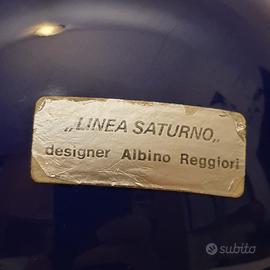 „LINEA SATURNO„
designer Albino Reggiori
subito